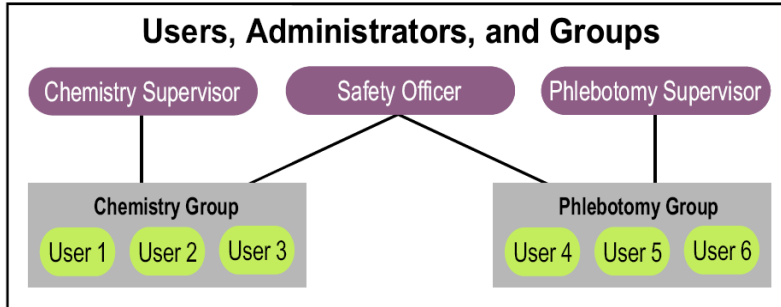 Users, Administrators, and Groups
Chemistry Supervisor
Safety Officer
Phlebotomy Supervisor
Chemistry Group
User 1
User 2
User 3
Phlebotomy Group
User 4
User 5
User 6